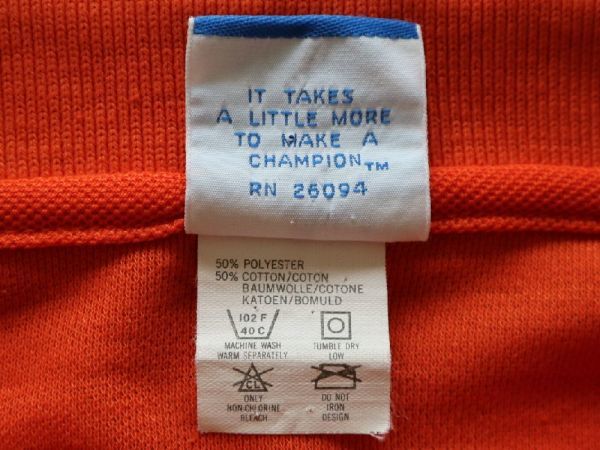 IT TAKES
A LITTLE MORE
TO MAKE A
CHAMPION™
RN 26094
50% POLYESTER
50% COTTON/COTON
BAUMWOLLE/COTONE
KATOEN/BOMULD
102 F
40 C
MACHINE WASH
WARM SEPARATELY
TUMBLE DRY
LOW
CL
ONLY
NON-CHLORINE
BLEACH
DO NOT
IRON
DESIGN